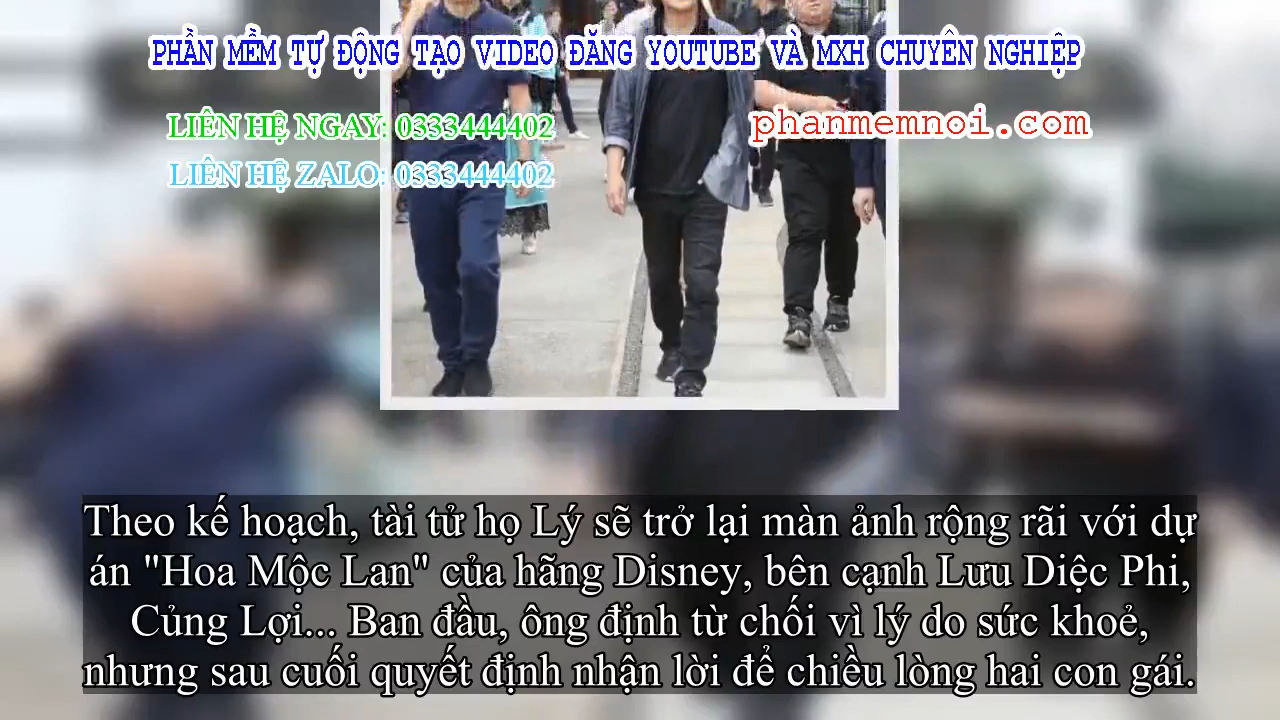 PHẦN MỀM TỰ ĐỘNG TẠO VIDEO ĐĂNG YOUTUBE VÀ MXH CHUYÊN NGHIỆP
LIÊN HỆ NGAY: 0333444402
phanmemnoi.com
LIÊN HỆ ZALO: 0333444402
Theo kế hoạch, tài tử họ Lý sẽ trở lại màn ảnh rộng rãi với dự
án "Hoa Mộc Lan" của hãng Disney, bên cạnh Lưu Diệc Phi,
Củng Lợi... Ban đầu, ông định từ chối vì lý do sức khoẻ,
nhưng sau cuối quyết định nhận lời để chiều lòng hai con gái.